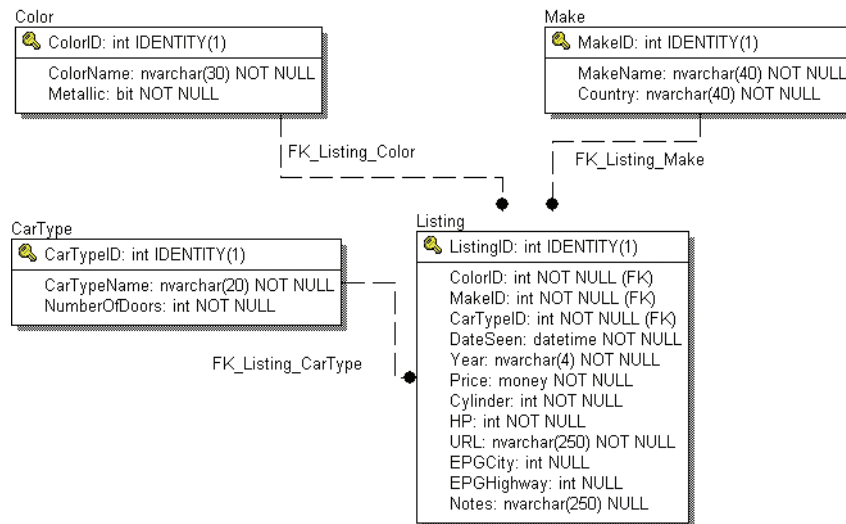 Color
ColorID: int IDENTITY(1)
ColorName: nvarchar(30) NOT NULL
Metallic: bit NOT NULL
Make
MakeID: int IDENTITY(1)
MakeName: nvarchar(40) NOT NULL
Country: nvarchar(40) NOT NULL
FK_Listing_Color
FK_Listing_Make
CarType
CarTypeID: int IDENTITY(1)
CarTypeName: nvarchar(20) NOT NULL
NumberOfDoors: int NOT NULL
FK_Listing_CarType
Listing
ListingID: int IDENTITY(1)
ColorID: int NOT NULL (FK)
MakeID: int NOT NULL (FK)
CarTypeID: int NOT NULL (FK)
DateSeen: datetime NOT NULL
Year: nvarchar(4) NOT NULL
Price: money NOT NULL
Cylinder: int NOT NULL
HP: int NOT NULL
URL: nvarchar(250) NOT NULL
EPGCity: int NULL
EPGHighway: int NULL
Notes: nvarchar(250) NULL